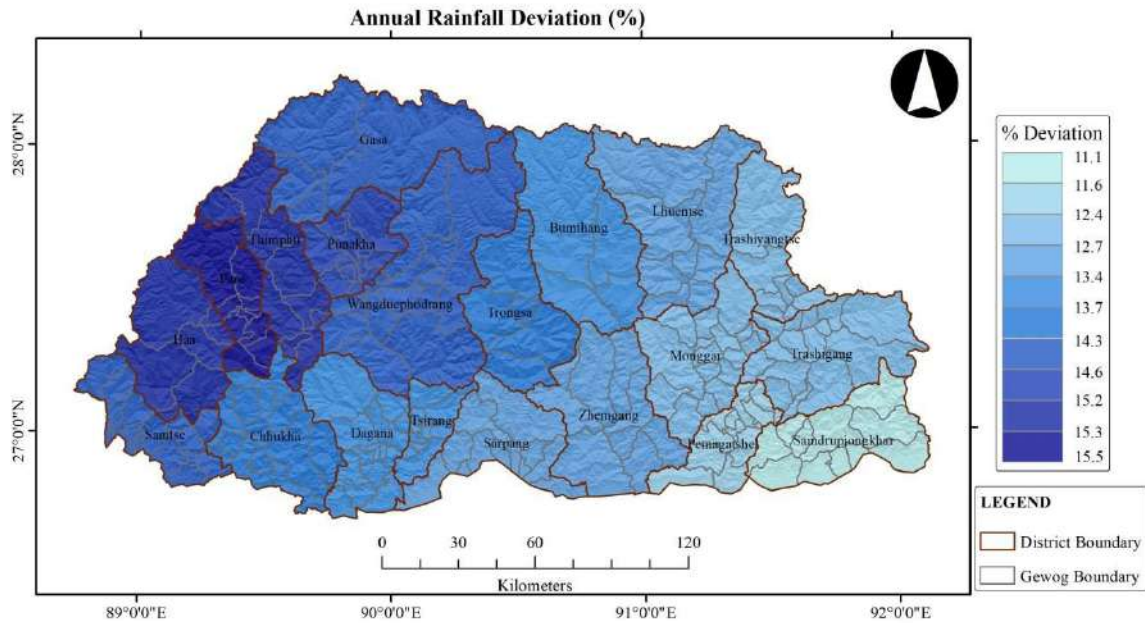 Annual Rainfall Deviation (%)
28°0'0"N
27°0'0"N
Gasa
Thimphu
Punakha
Paro
Haa
Wangduephodrang
Bumthang
Lhuentse
Trashiyangtse
Trongsa
Monggar
Trashigang
Samtse
Chhukha
Dagana
Tsirang
Sarpang
Zhemgang
Pemagatshel
Samdrupjongkhar
0 30 60 120
Kilometers
89°0'0"E 90°0'0"E 91°0'0"E 92°0'0"E
% Deviation
11.1
11.6
12.4
12.7
13.4
13.7
14.3
14.6
15.2
15.3
15.5
LEGEND
District Boundary
Gewog Boundary